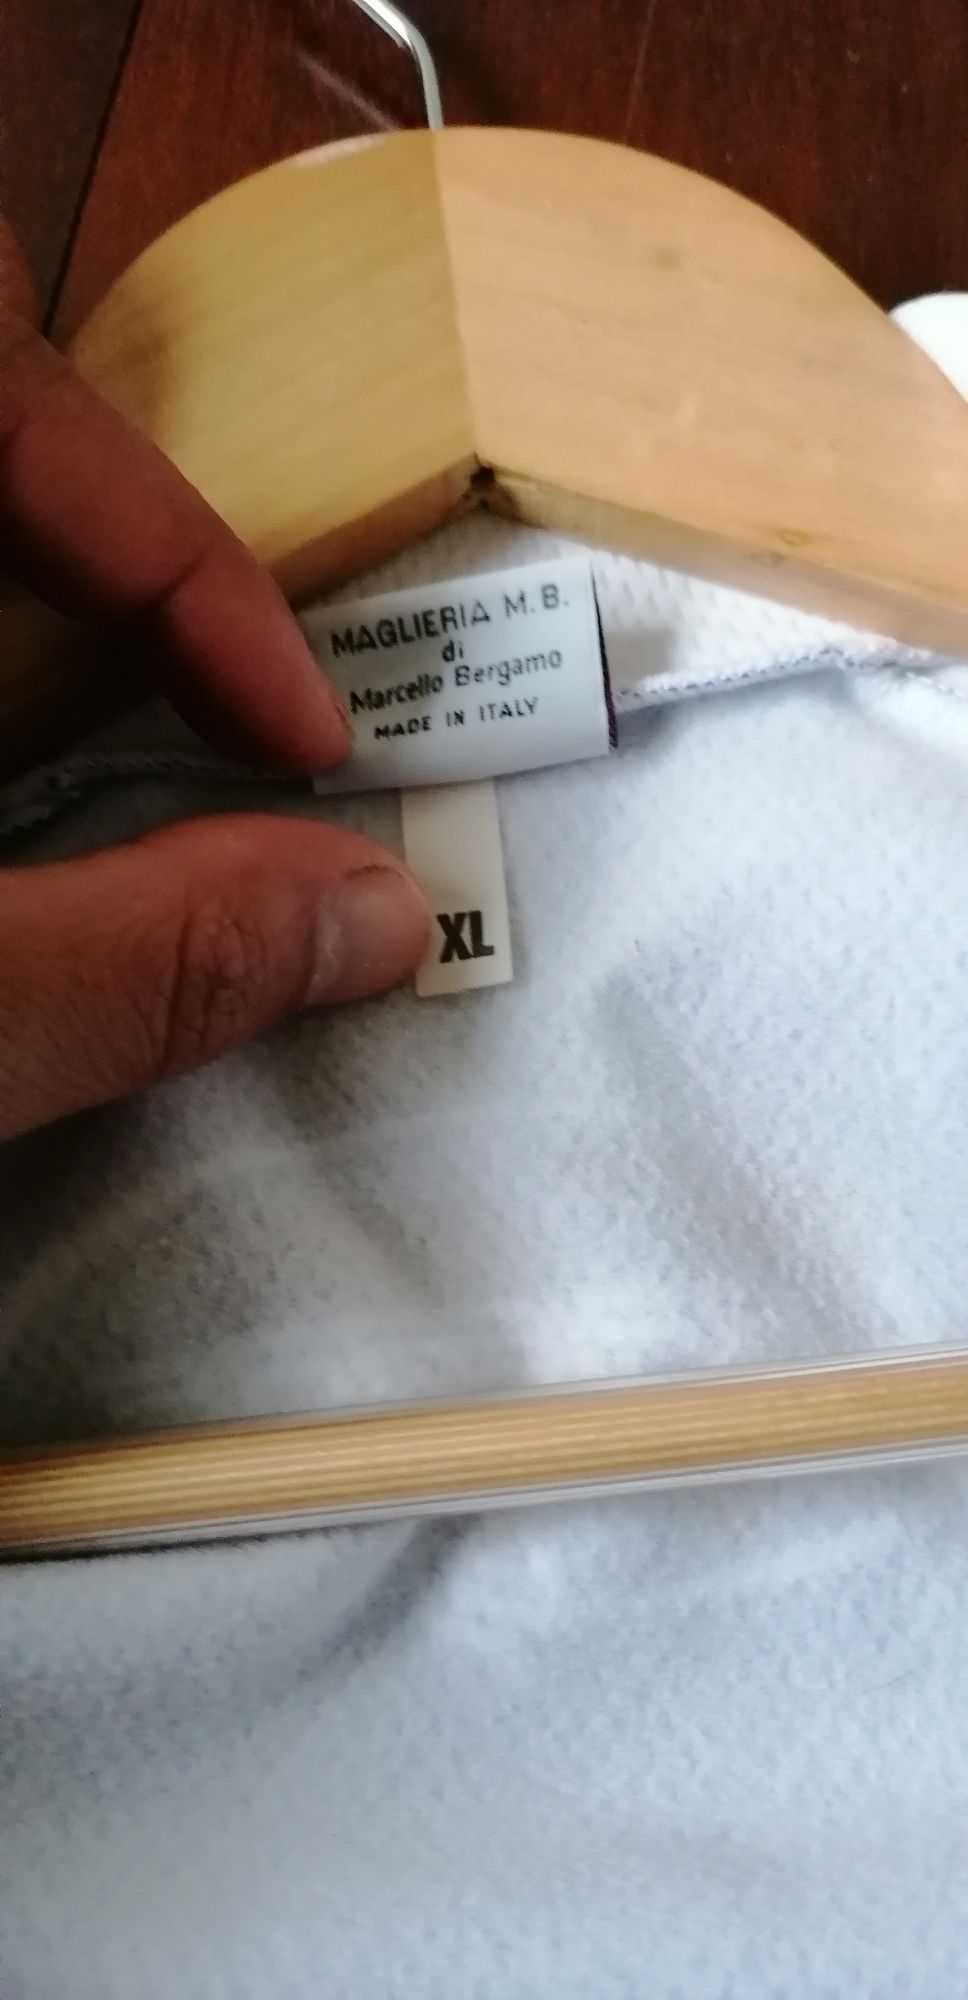 MAGLIERIA M.B.
di
Marcello Bergamo
MADE IN ITALY
XL